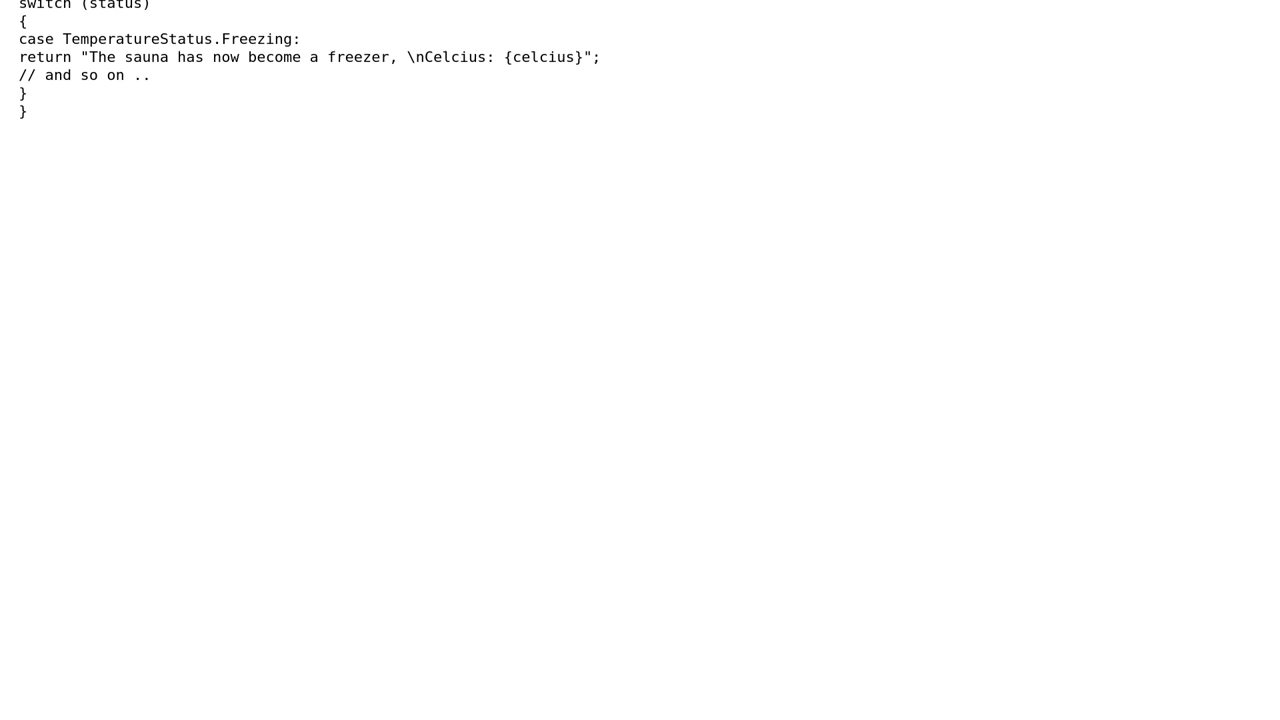 switch (status)
{
case TemperatureStatus.Freezing:
return "The sauna has now become a freezer, \nCelcius: {celcius}";
// and so on ..
}
}